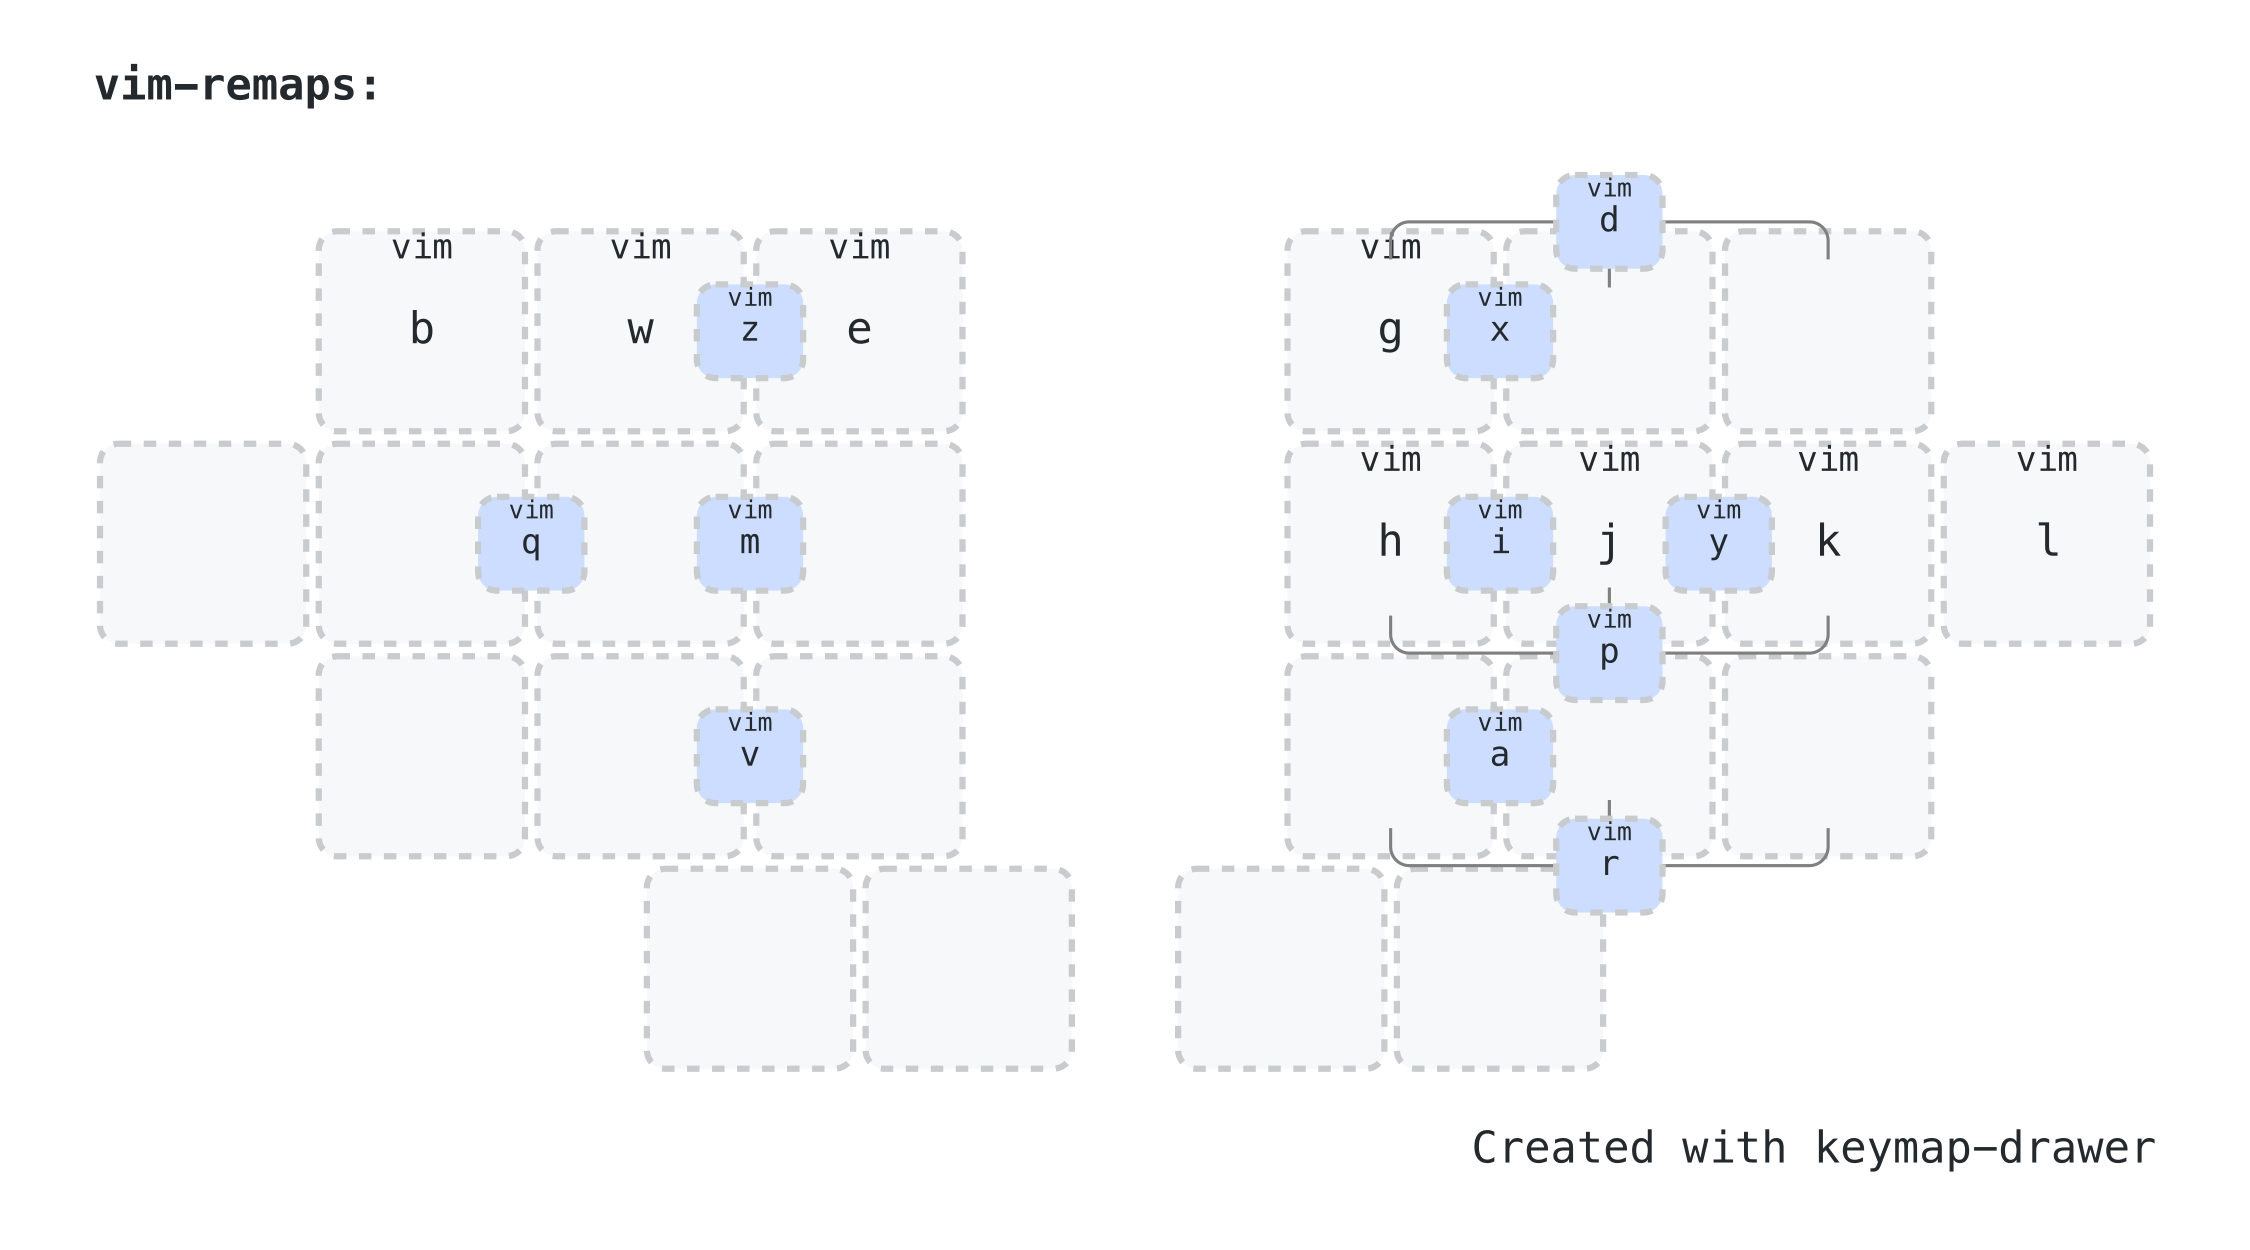 vim-remaps:
vim
d
vim vim vim vim
vim vim
b w z e g x
vim vim vim vim
vim vim vim vim
q m h i j y k l
vim
p
vim vim
v a
vim
r
Created with keymap-drawer